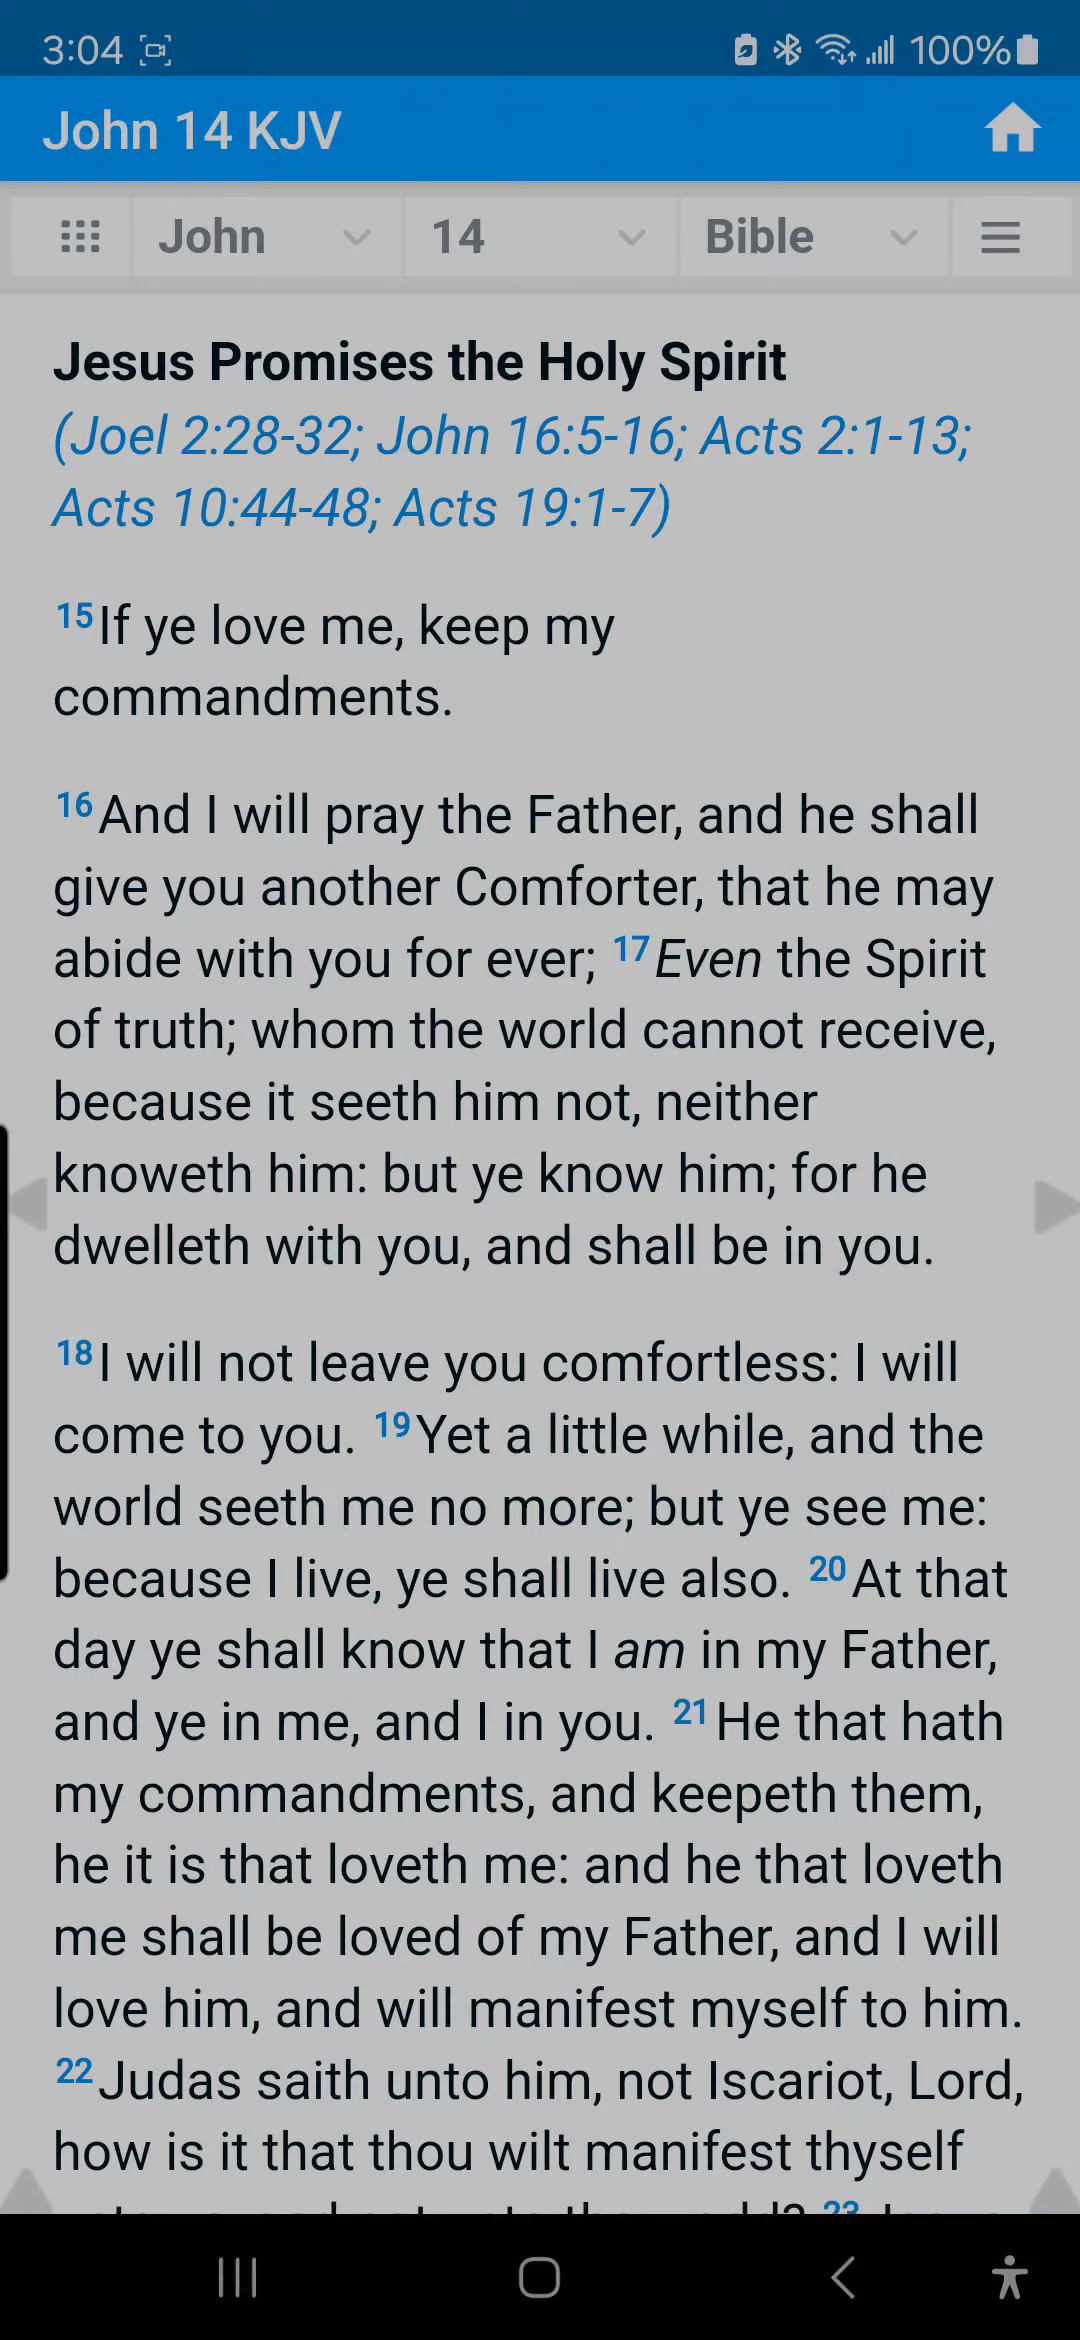 3:04 100%
John 14 KJV
John 14 Bible
Jesus Promises the Holy Spirit
(Joel 2:28-32; John 16:5-16; Acts 2:1-13;
Acts 10:44-48; Acts 19:1-7)
15 If ye love me, keep my
commandments.
16 And I will pray the Father, and he shall
give you another Comforter, that he may
abide with you for ever; 17 Even the Spirit
of truth; whom the world cannot receive,
because it seeth him not, neither
knoweth him: but ye know him; for he
dwelleth with you, and shall be in you.
18 I will not leave you comfortless: I will
come to you. 19 Yet a little while, and the
world seeth me no more; but ye see me:
because I live, ye shall live also. 20 At that
day ye shall know that I am in my Father,
and ye in me, and I in you. 21 He that hath
my commandments, and keepeth them,
he it is that loveth me: and he that loveth
me shall be loved of my Father, and I will
love him, and will manifest myself to him.
22 Judas saith unto him, not Iscariot, Lord,
how is it that thou wilt manifest thyself
23